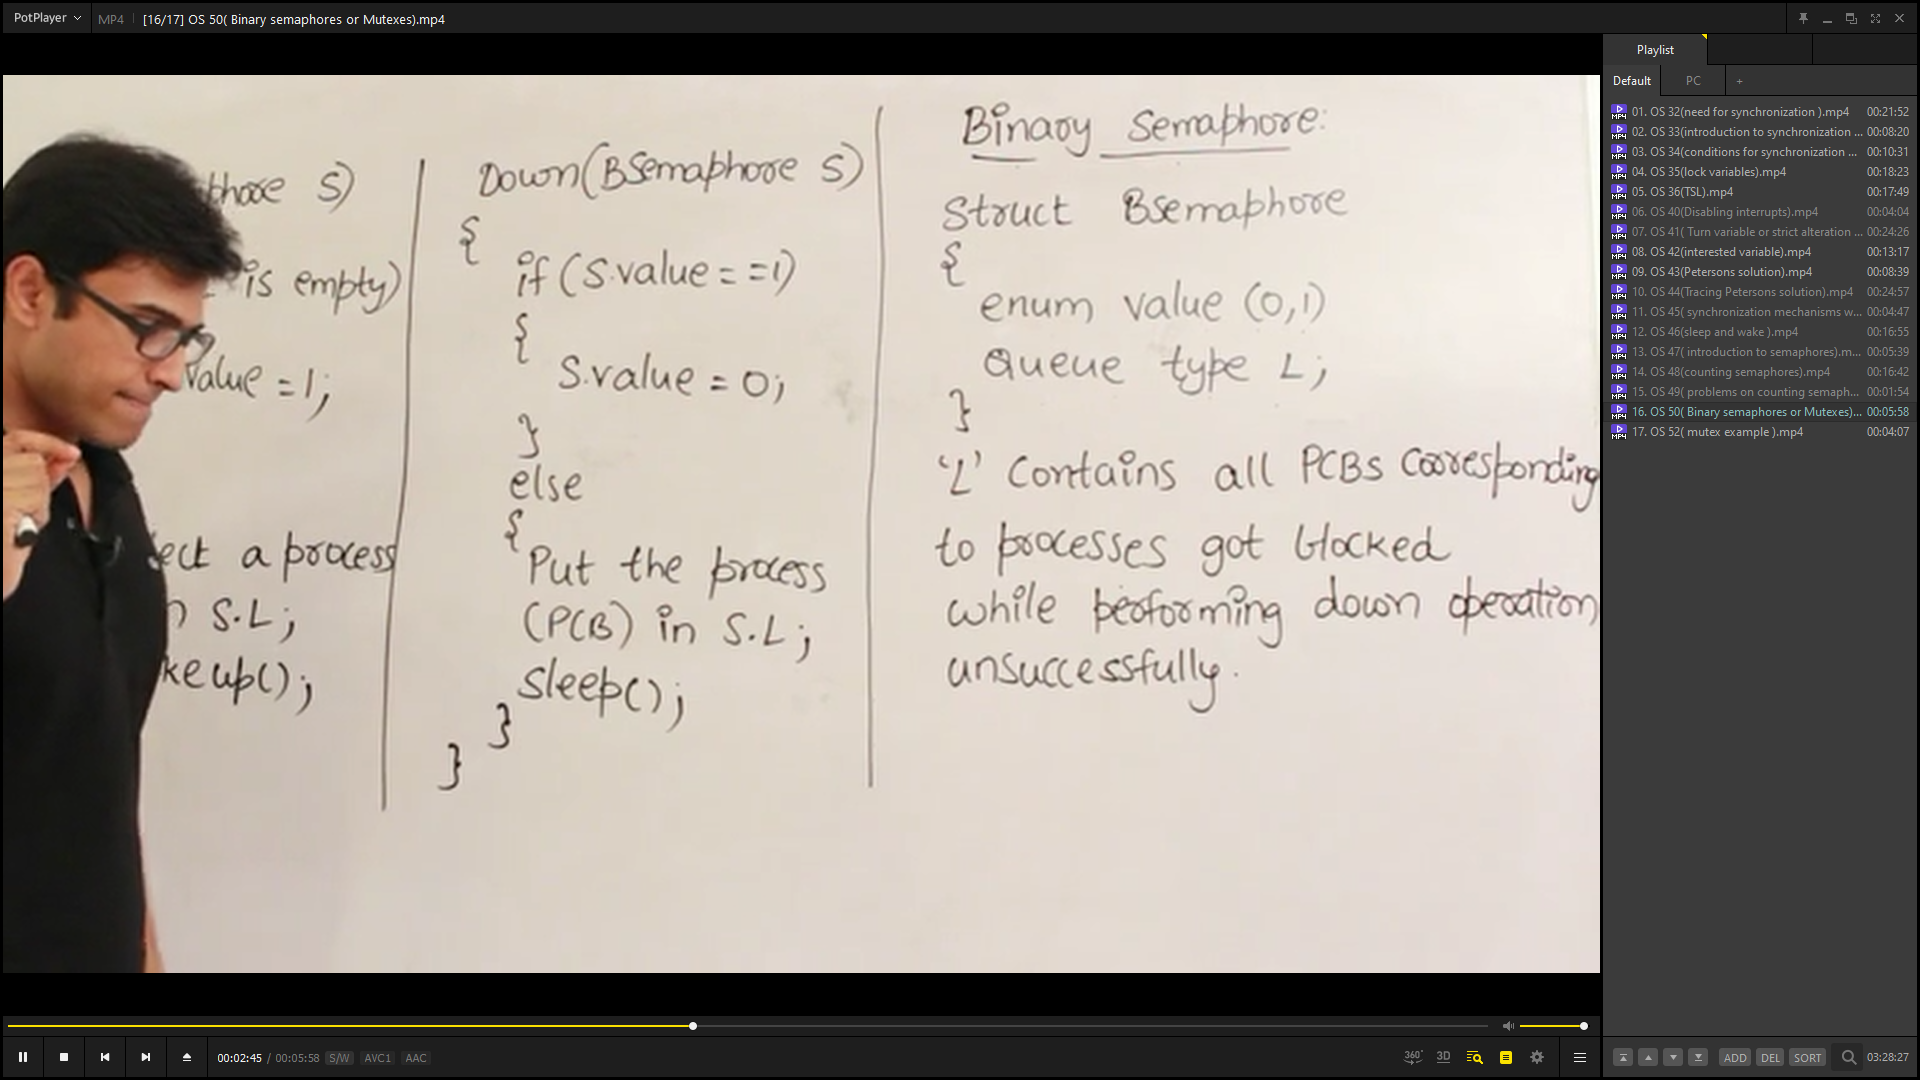 PotPlayer
MP4
[16/17] OS 50( Binary semaphores or Mutexes).mp4
S)
is empty)
value = 1;
a process
S.L;
up();
Down(BSemaphore S)
{
if (S.value = =1)
{
S.value = 0;
}
else
{
Put the process
(PCB) in S.L;
Sleep();
}
}
Binary Semaphore:
Struct Bsemaphore
{
enum value (0,1)
Queue type L;
}
'L' Contains all PCBs Corresponding
to processes got blocked
while performing down operation
unsuccessfully.
Playlist
Default
PC
+
01. OS 32(need for synchronization ).mp4 00:21:52
02. OS 33(introduction to synchronization ... 00:08:20
03. OS 34(conditions for synchronization ... 00:10:31
04. OS 35(lock variables).mp4 00:18:23
05. OS 36(TSL).mp4 00:17:49
06. OS 40(Disabling interrupts).mp4 00:04:04
07. OS 41( Turn variable or strict alteration ... 00:24:26
08. OS 42(interested variable).mp4 00:13:17
09. OS 43(Petersons solution).mp4 00:08:39
10. OS 44(Tracing Petersons solution).mp4 00:24:57
11. OS 45( synchronization mechanisms w... 00:04:47
12. OS 46(sleep and wake ).mp4 00:16:55
13. OS 47( introduction to semaphores).m... 00:05:39
14. OS 48(counting semaphores).mp4 00:16:42
15. OS 49( problems on counting semaph... 00:01:54
16. OS 50( Binary semaphores or Mutexes)... 00:05:58
17. OS 52( mutex example ).mp4 00:04:07
00:02:45 / 00:05:58 S/W AVC1 AAC
360° 3D
ADD DEL SORT 03:28:27